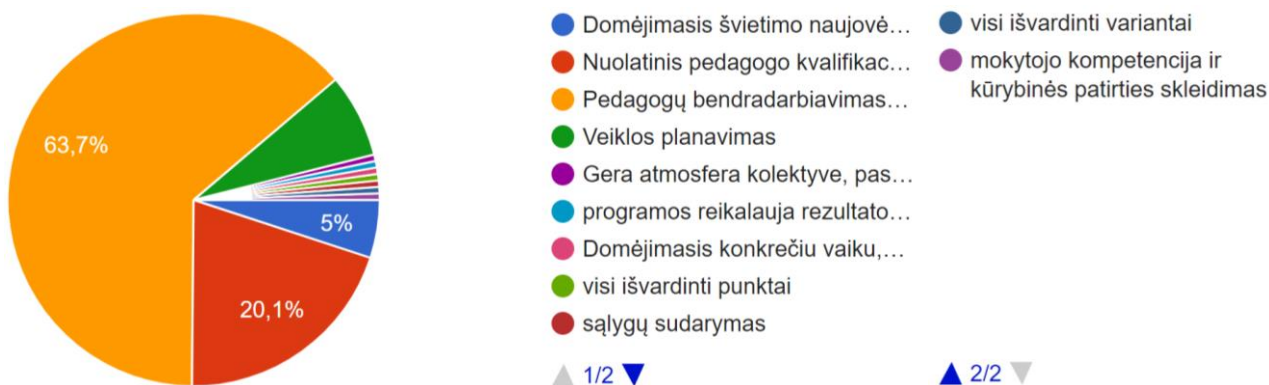 63,7%
5%
20,1%
Domėjimasis švietimo naujovė…
Nuolatinis pedagogo kvalifikac…
Pedagogų bendradarbiavimas…
Veiklos planavimas
Gera atmosfera kolektyve, pas…
programos reikalauja rezultato…
Domėjimasis konkrečiu vaiku,…
visi išvardinti punktai
sąlygų sudarymas
1/2
visi išvardinti variantai
mokytojo kompetencija ir
kūrybinės patirties skleidimas
2/2